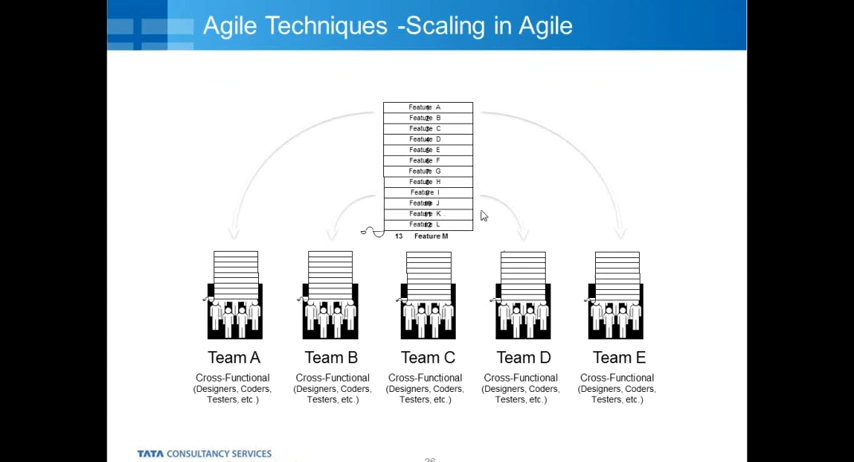 Agile Techniques -Scaling in Agile
Feature A
Feature B
Feature C
Feature D
Feature E
Feature F
Feature G
Feature H
Feature I
Feature J
Feature K
Feature L
13 Feature M
Team A Team B Team C Team D Team E
Cross-Functional Cross-Functional Cross-Functional Cross-Functional Cross-Functional
(Designers, Coders, (Designers, Coders, (Designers, Coders, (Designers, Coders, (Designers, Coders,
Testers, etc.) Testers, etc.) Testers, etc.) Testers, etc.) Testers, etc.)
TATA CONSULTANCY SERVICES